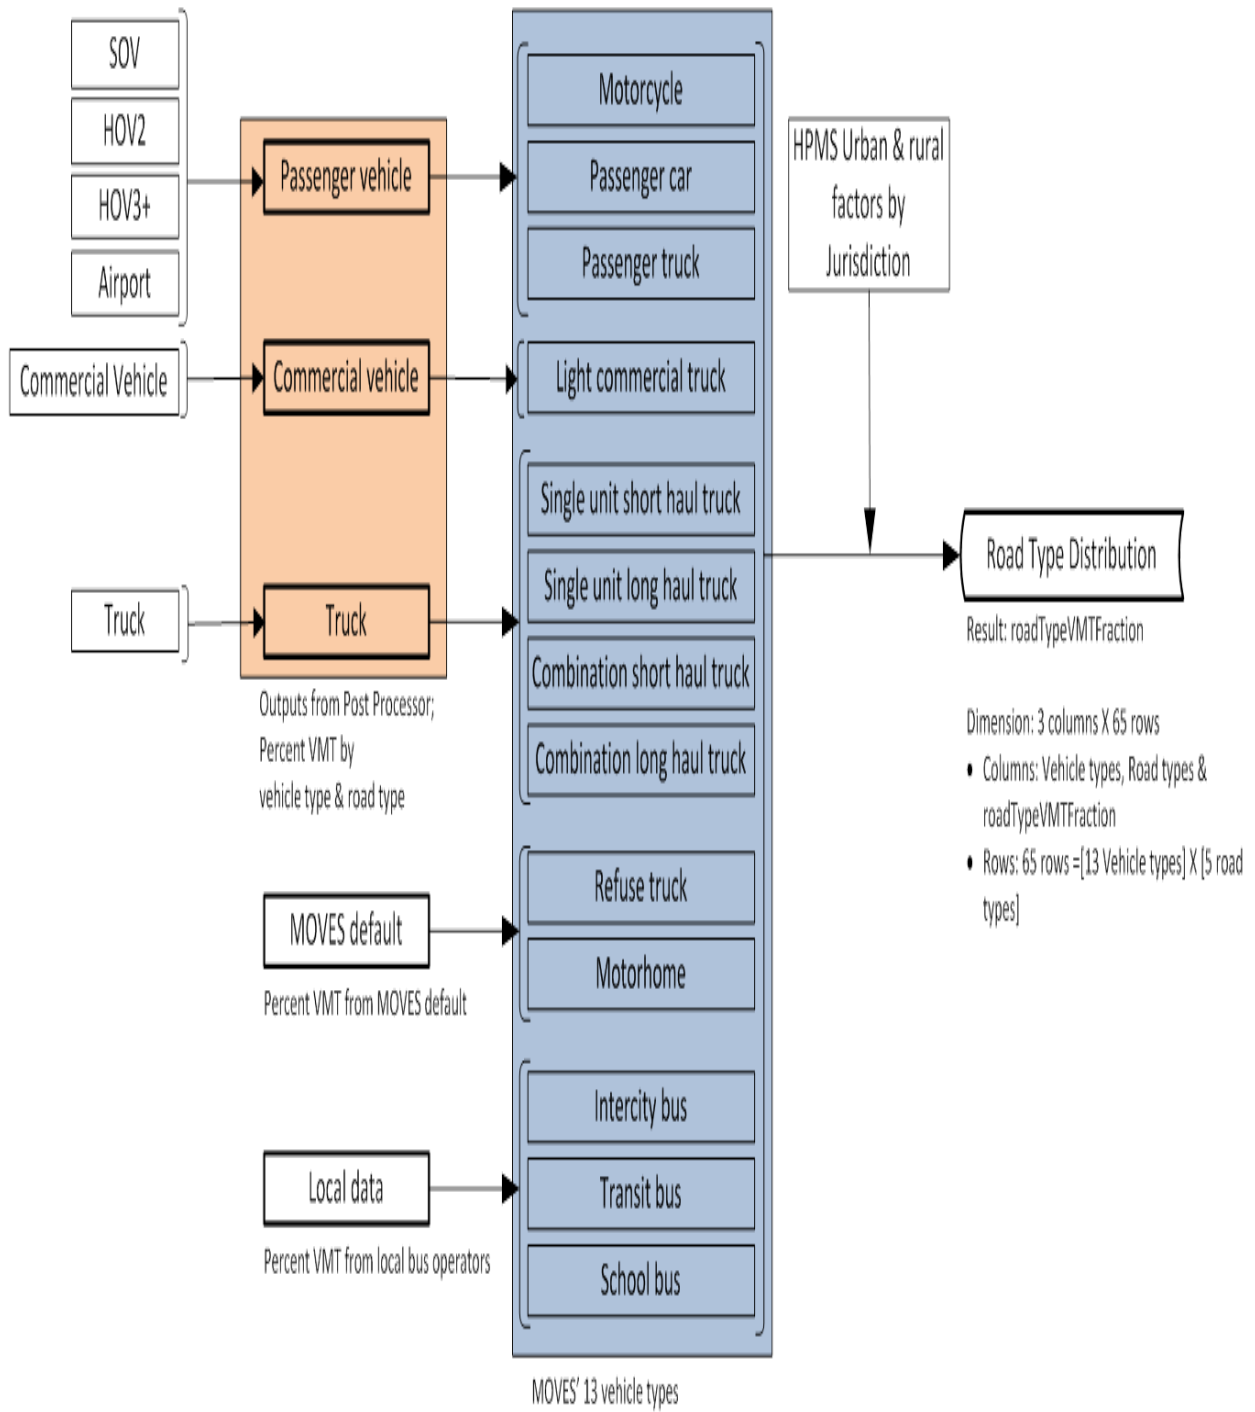 SOV
HOV2
HOV3+
Airport
Commercial Vehicle
Truck
Passenger vehicle
Commercial vehicle
Truck
Outputs from Post Processor;
Percent VMT by
vehicle type & road type
MOVES default
Percent VMT from MOVES default
Local data
Percent VMT from local bus operators
Motorcycle
Passenger car
Passenger truck
Light commercial truck
Single unit short haul truck
Single unit long haul truck
Combination short haul truck
Combination long haul truck
Refuse truck
Motorhome
Intercity bus
Transit bus
School bus
MOVES' 13 vehicle types
HPMS Urban & rural
factors by
Jurisdiction
Road Type Distribution
Result: roadTypeVMTFraction
Dimension: 3 columns X 65 rows
• Columns: Vehicle types, Road types &
roadTypeVMTFraction
• Rows: 65 rows =[13 Vehicle types] X [5 road
types]